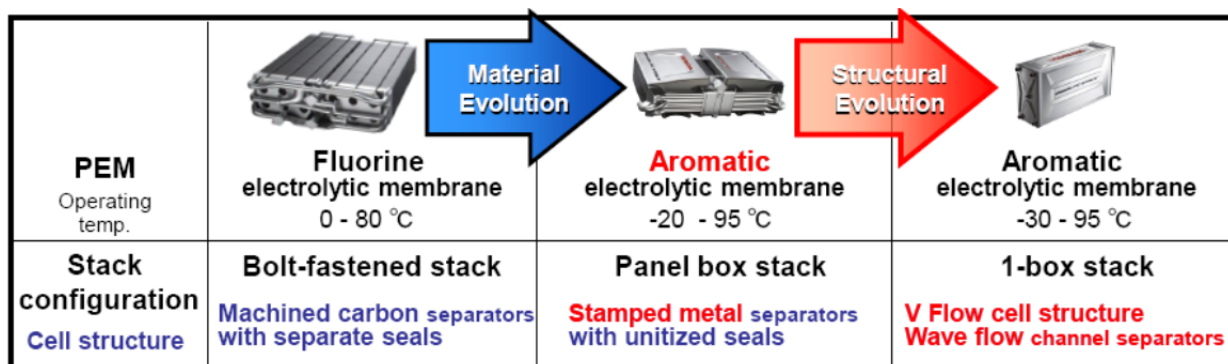 Material
Evolution
Structural
Evolution
PEM
Operating
temp.
Fluorine
electrolytic membrane
0 - 80 ℃
Aromatic
electrolytic membrane
-20 - 95 ℃
Aromatic
electrolytic membrane
-30 - 95 ℃
Stack
configuration
Cell structure
Bolt-fastened stack
Machined carbon separators
with separate seals
Panel box stack
Stamped metal separators
with unitized seals
1-box stack
V Flow cell structure
Wave flow channel separators